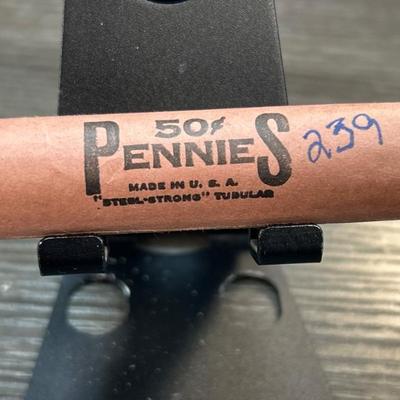 50¢
PENNIES
MADE IN U. S. A.
"STEEL-STRONG" TUBULAR
239